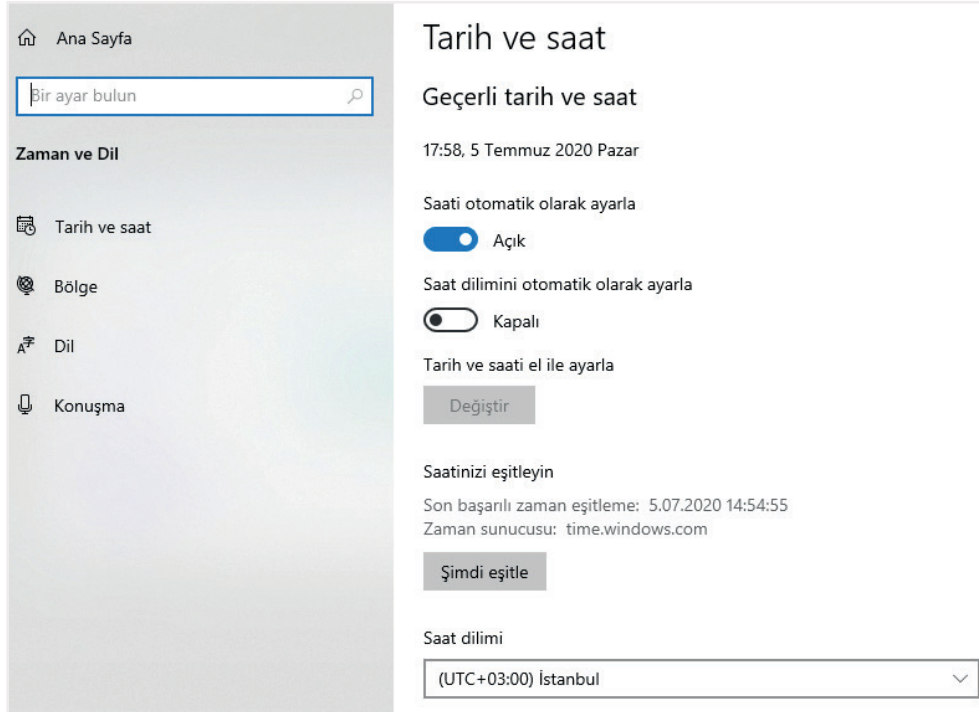 Ana Sayfa
Bir ayar bulun
Zaman ve Dil
Tarih ve saat
Bölge
Dil
Konuşma
Tarih ve saat
Geçerli tarih ve saat
17:58, 5 Temmuz 2020 Pazar
Saati otomatik olarak ayarla
Açık
Saat dilimini otomatik olarak ayarla
Kapalı
Tarih ve saati el ile ayarla
Değiştir
Saatinizi eşitleyin
Son başarılı zaman eşitleme: 5.07.2020 14:54:55
Zaman sunucusu: time.windows.com
Şimdi eşitle
Saat dilimi
(UTC+03:00) İstanbul